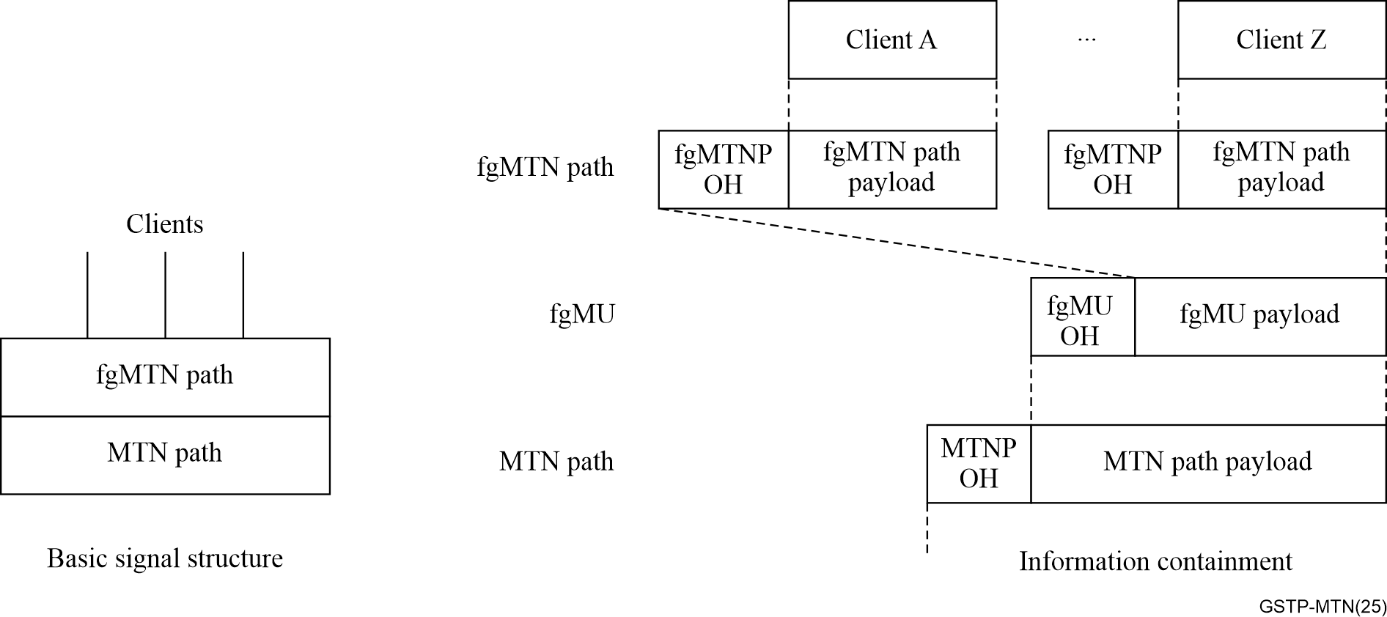 Client A
...
Client Z
fgMTN path
fgMTNP
OH
fgMTN path
payload
fgMTNP
OH
fgMTN path
payload
Clients
fgMU
fgMU
OH
fgMU payload
fgMTN path
MTN path
MTN path
MTNP
OH
MTN path payload
Basic signal structure
Information containment
GSTP-MTN(25)